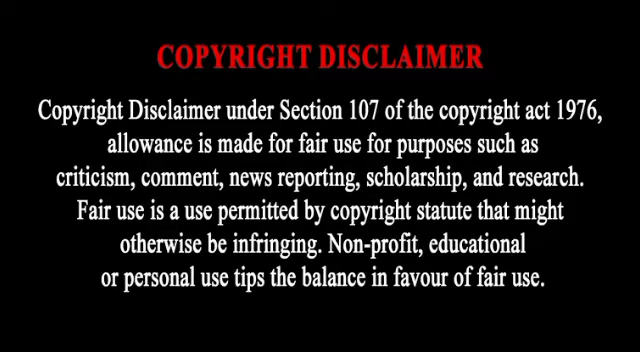 COPYRIGHT DISCLAIMER
Copyright Disclaimer under Section 107 of the copyright act 1976,
allowance is made for fair use for purposes such as
criticism, comment, news reporting, scholarship, and research.
Fair use is a use permitted by copyright statute that might
otherwise be infringing. Non-profit, educational
or personal use tips the balance in favour of fair use.